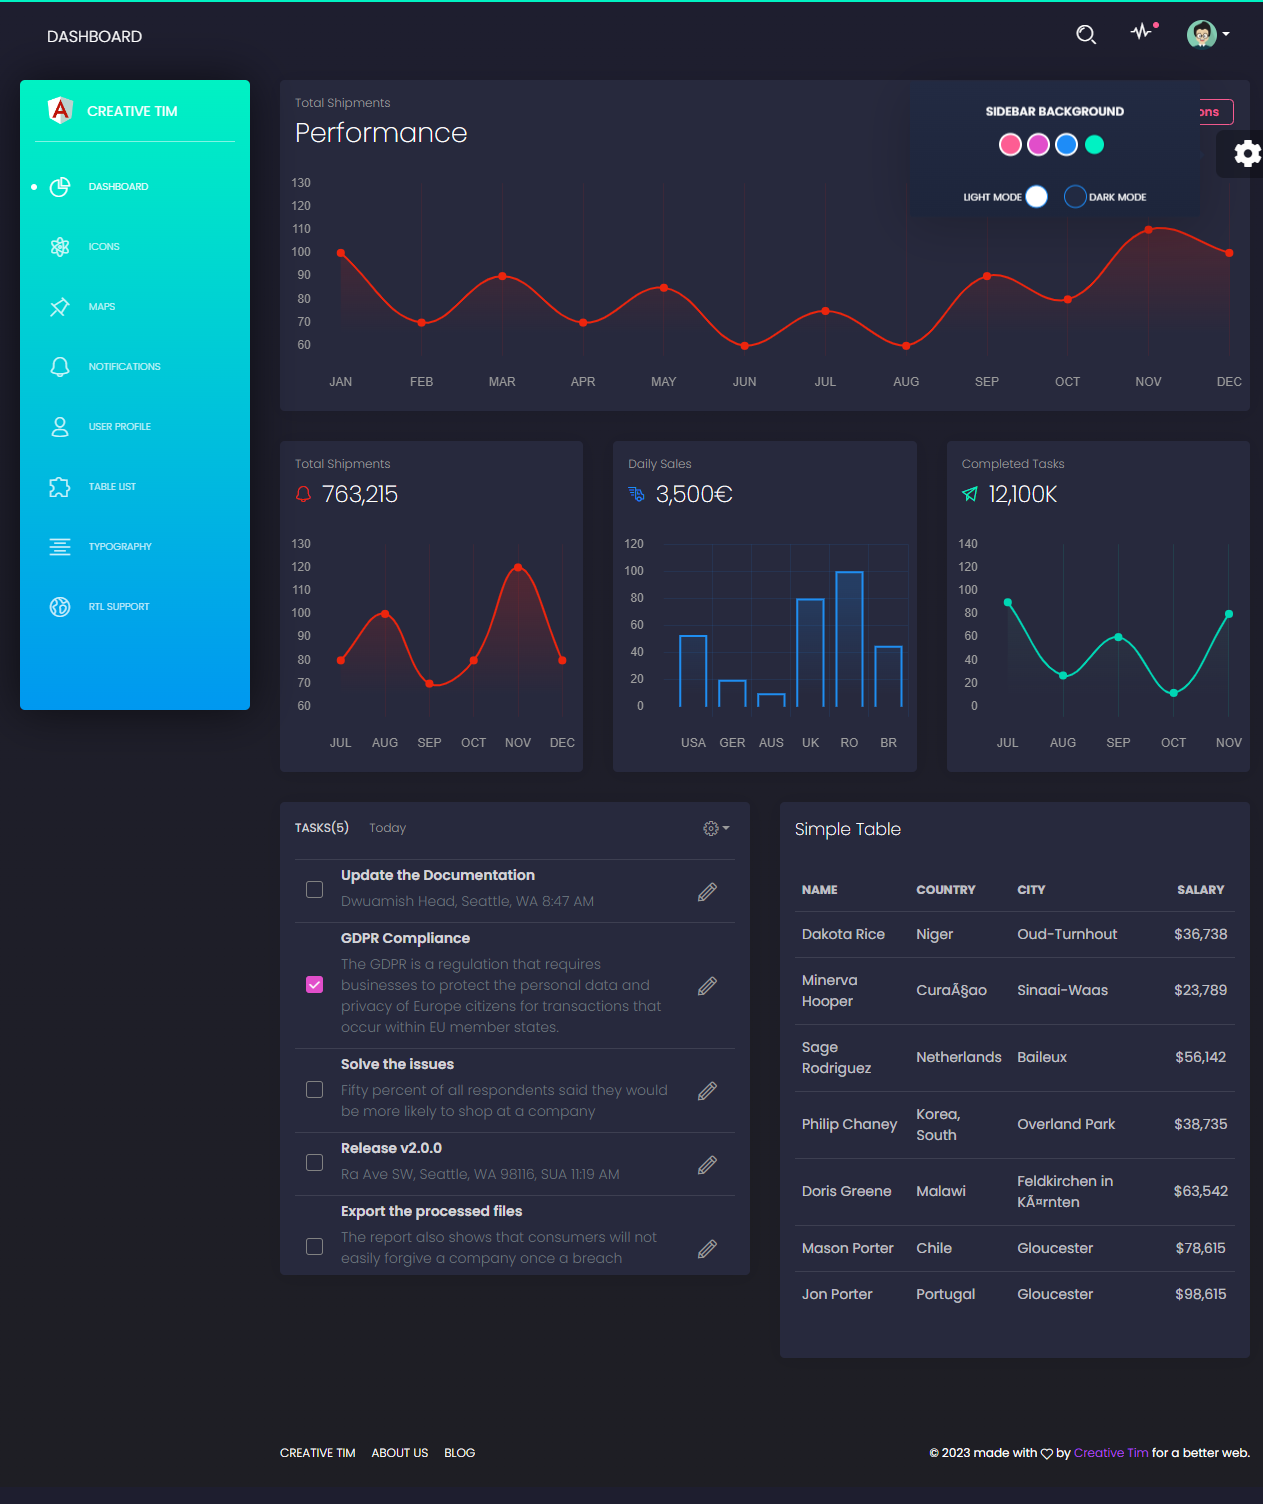 DASHBOARD
CREATIVE TIM
DASHBOARD
ICONS
MAPS
NOTIFICATIONS
USER PROFILE
TABLE LIST
TYPOGRAPHY
RTL SUPPORT
Total Shipments
Performance
ons
SIDEBAR BACKGROUND
LIGHT MODE DARK MODE
130
120
110
100
90
80
70
60
JAN FEB MAR APR MAY JUN JUL AUG SEP OCT NOV DEC
Total Shipments
763,215
130
120
110
100
90
80
70
60
JUL AUG SEP OCT NOV DEC
Daily Sales
3,500€
120
100
80
60
40
20
0
USA GER AUS UK RO BR
Completed Tasks
12,100K
140
120
100
80
60
40
20
0
JUL AUG SEP OCT NOV
TASKS(5) Today
Update the Documentation
Dwuamish Head, Seattle, WA 8:47 AM
GDPR Compliance
The GDPR is a regulation that requires
businesses to protect the personal data and
privacy of Europe citizens for transactions that
occur within EU member states.
Solve the issues
Fifty percent of all respondents said they would
be more likely to shop at a company
Release v2.0.0
Ra Ave SW, Seattle, WA 98116, SUA 11:19 AM
Export the processed files
The report also shows that consumers will not
easily forgive a company once a breach
Simple Table
NAME COUNTRY CITY SALARY
Dakota Rice Niger Oud-Turnhout $36,738
Minerva
Hooper CuraÃ§ao Sinaai-Waas $23,789
Sage
Rodriguez Netherlands Baileux $56,142
Philip Chaney Korea,
South Overland Park $38,735
Doris Greene Malawi Feldkirchen in
KÃ¤rnten $63,542
Mason Porter Chile Gloucester $78,615
Jon Porter Portugal Gloucester $98,615
CREATIVE TIM ABOUT US BLOG
© 2023 made with by Creative Tim for a better web.